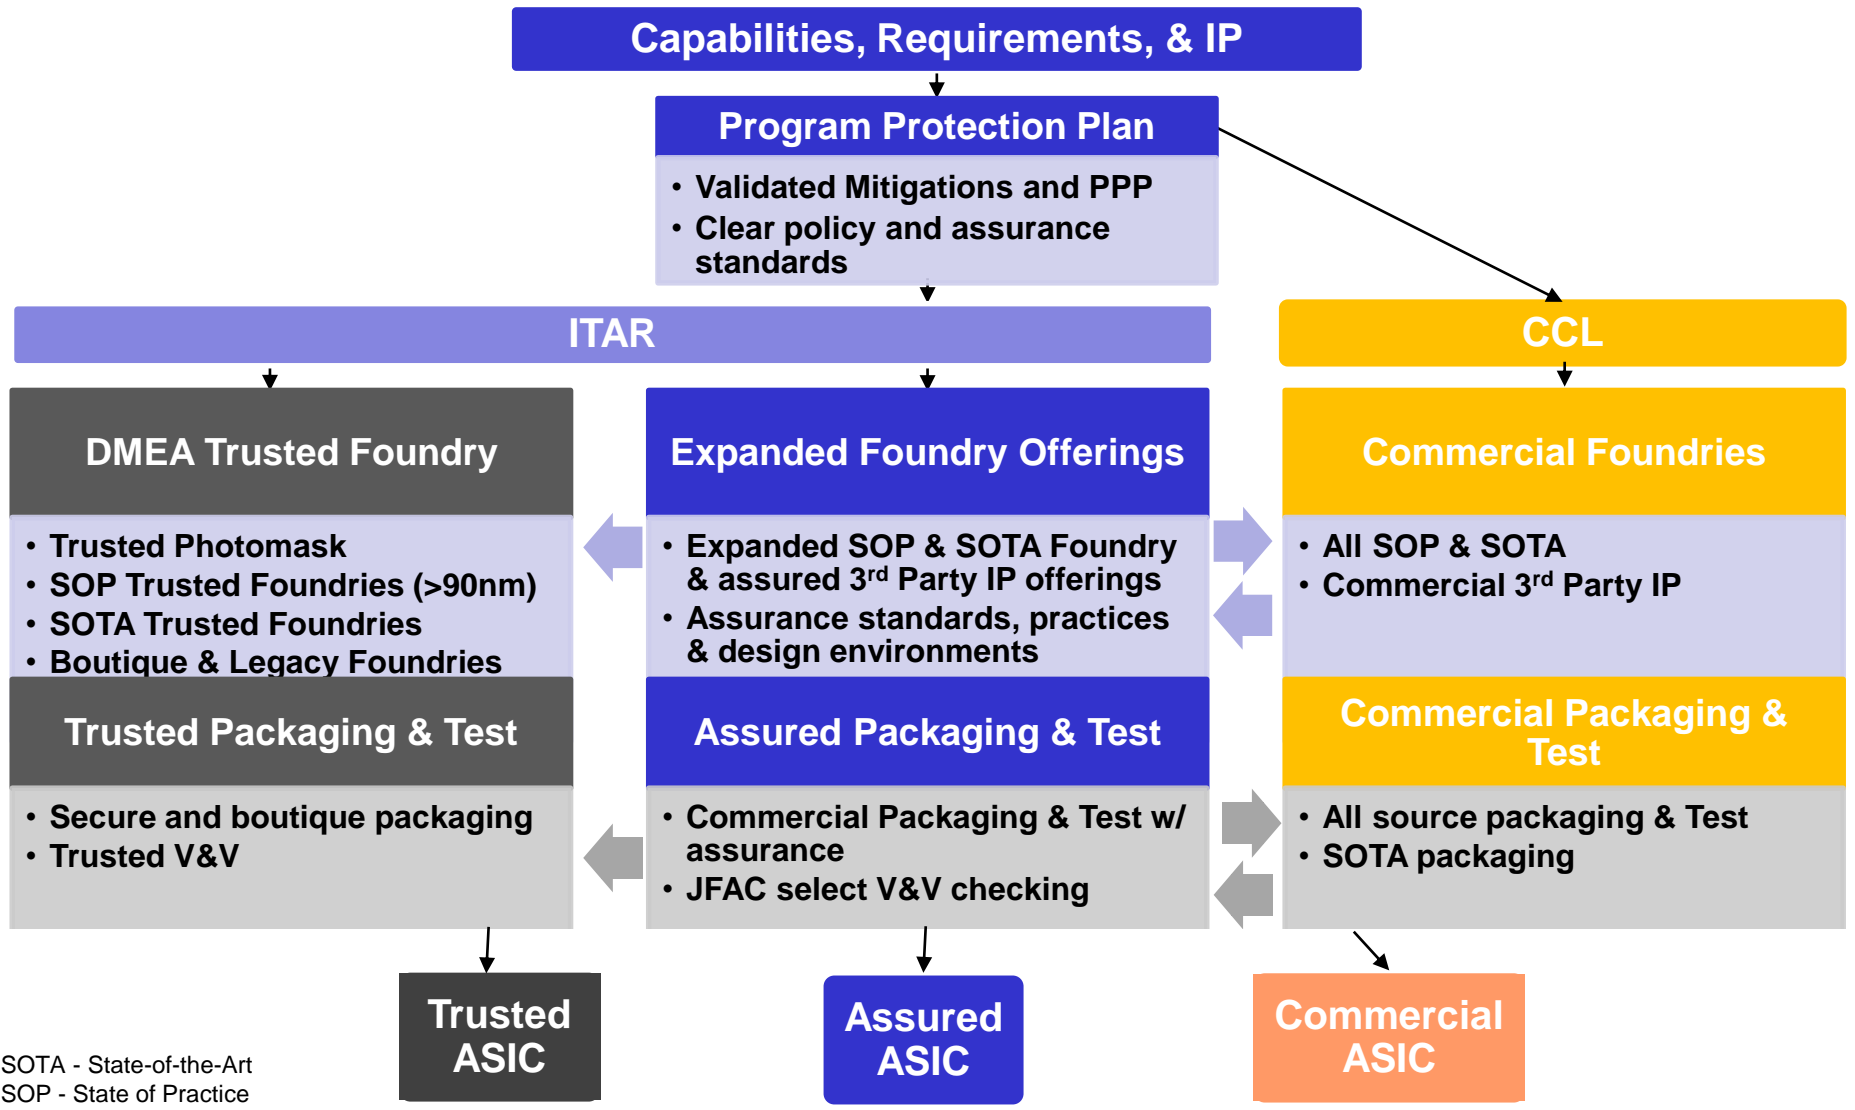 Capabilities, Requirements, & IP
Program Protection Plan
• Validated Mitigations and PPP
• Clear policy and assurance
standards
ITAR
CCL
DMEA Trusted Foundry
• Trusted Photomask
• SOP Trusted Foundries (>90nm)
• SOTA Trusted Foundries
• Boutique & Legacy Foundries
Expanded Foundry Offerings
• Expanded SOP & SOTA Foundry
& assured 3rd Party IP offerings
• Assurance standards, practices
& design environments
Commercial Foundries
• All SOP & SOTA
• Commercial 3rd Party IP
Trusted Packaging & Test
• Secure and boutique packaging
• Trusted V&V
Assured Packaging & Test
• Commercial Packaging & Test w/
assurance
• JFAC select V&V checking
Commercial Packaging &
Test
• All source packaging & Test
• SOTA packaging
Trusted
ASIC
Assured
ASIC
Commercial
ASIC
SOTA - State-of-the-Art
SOP - State of Practice